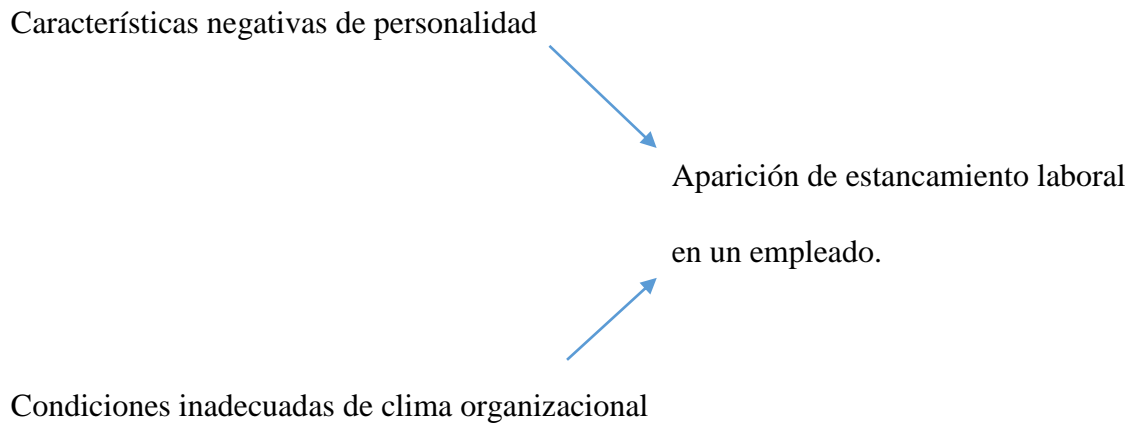 Características negativas de personalidad
Aparición de estancamiento laboral
en un empleado.
Condiciones inadecuadas de clima organizacional